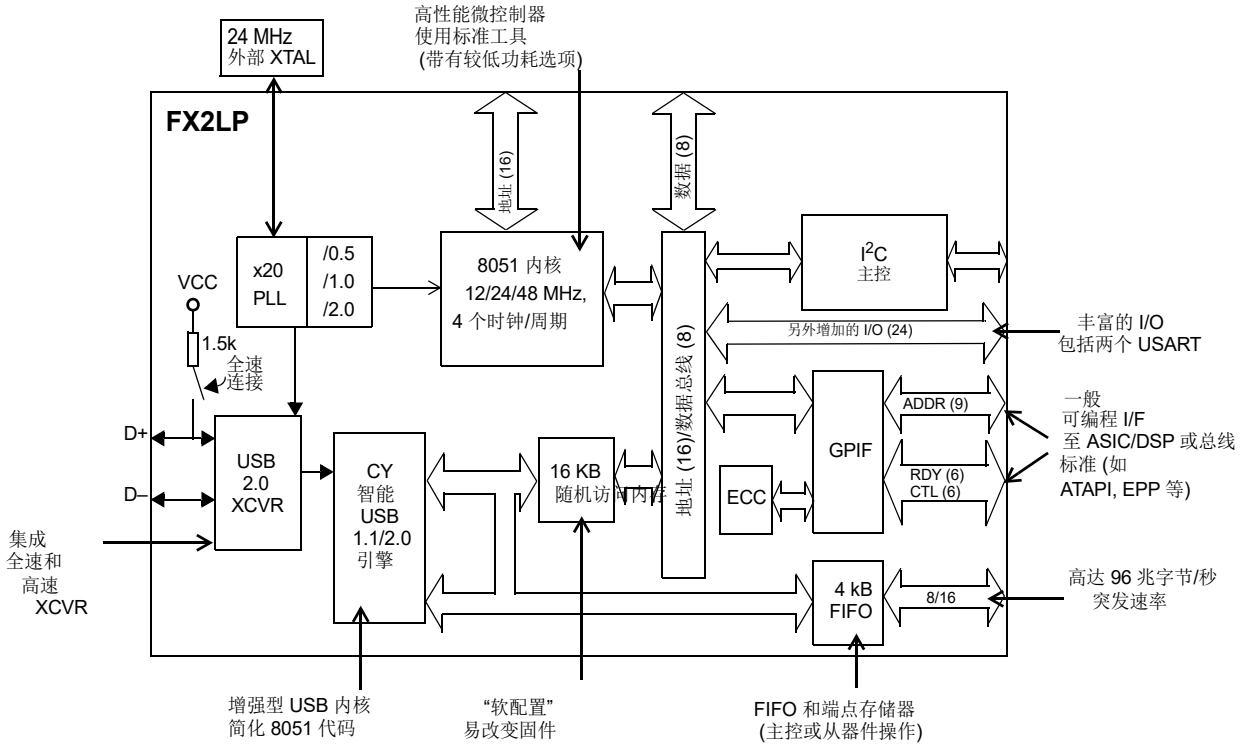 高性能微控制器
使用标准工具
(带有较低功耗选项)
24 MHz
外部 XTAL
FX2LP
地址 (16)
数据 (8)
x20
PLL
/0.5
/1.0
/2.0
8051 内核
12/24/48 MHz,
4 个时钟/周期
I²C
主控
VCC
1.5k
全速
连接
另外增加的 I/O (24)
丰富的 I/O
包括两个 USART
地址 (16)/数据总线 (8)
D+
D–
USB
2.0
XCVR
CY
智能
USB
1.1/2.0
引擎
16 KB
随机访问内存
ECC
GPIF
ADDR (9)
RDY (6)
CTL (6)
一般
可编程 I/F
至 ASIC/DSP 或总线
标准 (如
ATAPI, EPP 等)
集成
全速和
高速
XCVR
4 kB
FIFO
8/16
高达 96 兆字节/秒
突发速率
增强型 USB 内核
简化 8051 代码
“软配置”
易改变固件
FIFO 和端点存储器
(主控或从器件操作)